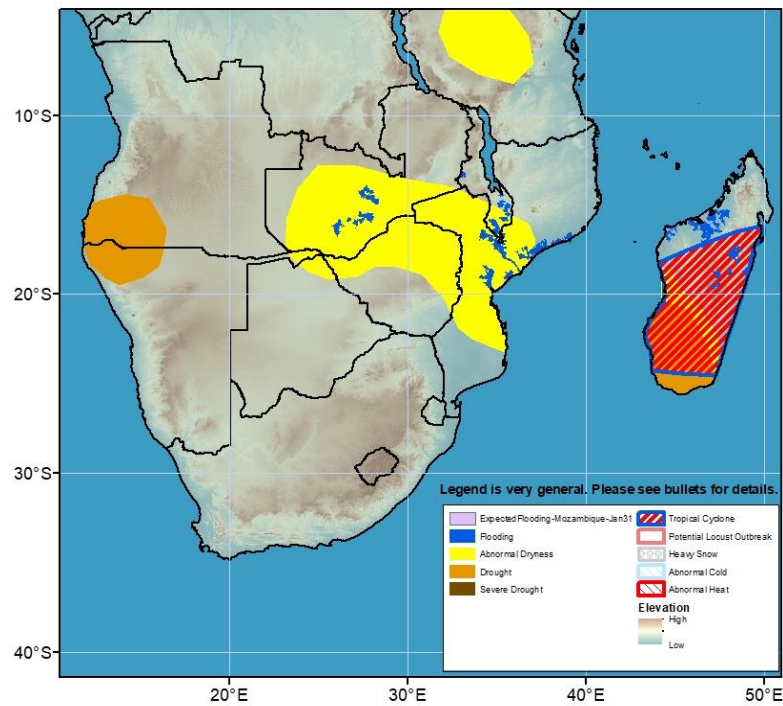 10°S
20°S
30°S
40°S
20°E
30°E
40°E
50°E
Legend is very general. Please see bullets for details.
ExpectedFlooding-Mozambique-Jan31
Flooding
Abnormal Dryness
Drought
Severe Drought
Tropical Cyclone
Potential Locust Outbreak
Heavy Snow
Abnormal Cold
Abnormal Heat
Elevation
High
Low